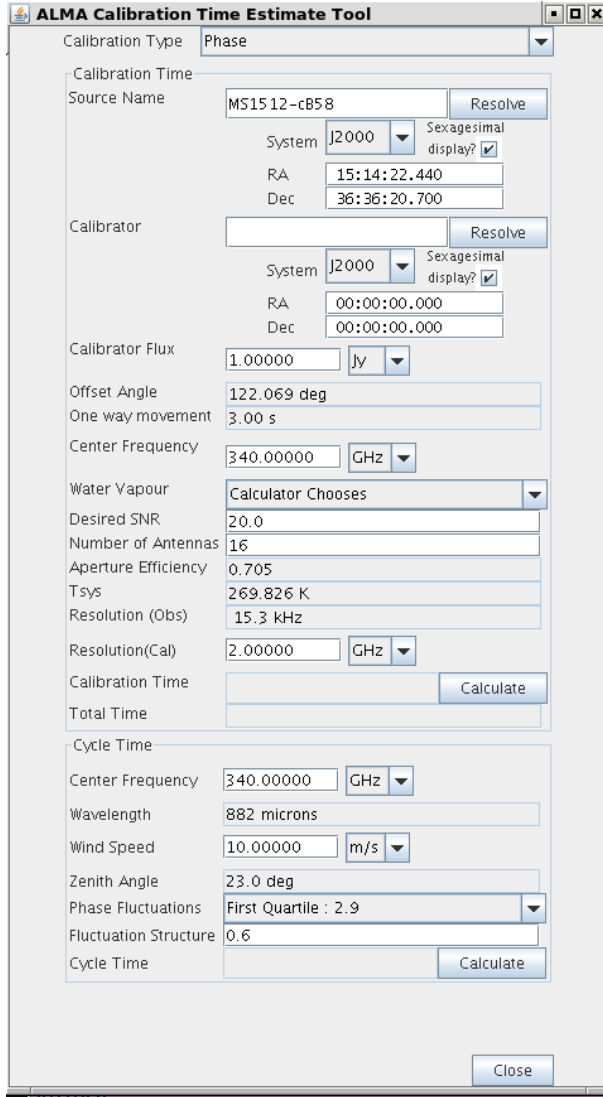 ALMA Calibration Time Estimate Tool
Calibration Type Phase
Calibration Time
Source Name MS1512-cB58 Resolve
System J2000 Sexagesimal display?
RA 15:14:22.440
Dec 36:36:20.700
Calibrator Resolve
System J2000 Sexagesimal display?
RA 00:00:00.000
Dec 00:00:00.000
Calibrator Flux 1.00000 Jy
Offset Angle 122.069 deg
One way movement 3.00 s
Center Frequency 340.00000 GHz
Water Vapour Calculator Chooses
Desired SNR 20.0
Number of Antennas 16
Aperture Efficiency 0.705
Tsys 269.826 K
Resolution (Obs) 15.3 kHz
Resolution(Cal) 2.00000 GHz
Calibration Time Calculate
Total Time
Cycle Time
Center Frequency 340.00000 GHz
Wavelength 882 microns
Wind Speed 10.00000 m/s
Zenith Angle 23.0 deg
Phase Fluctuations First Quartile : 2.9
Fluctuation Structure 0.6
Cycle Time Calculate
Close